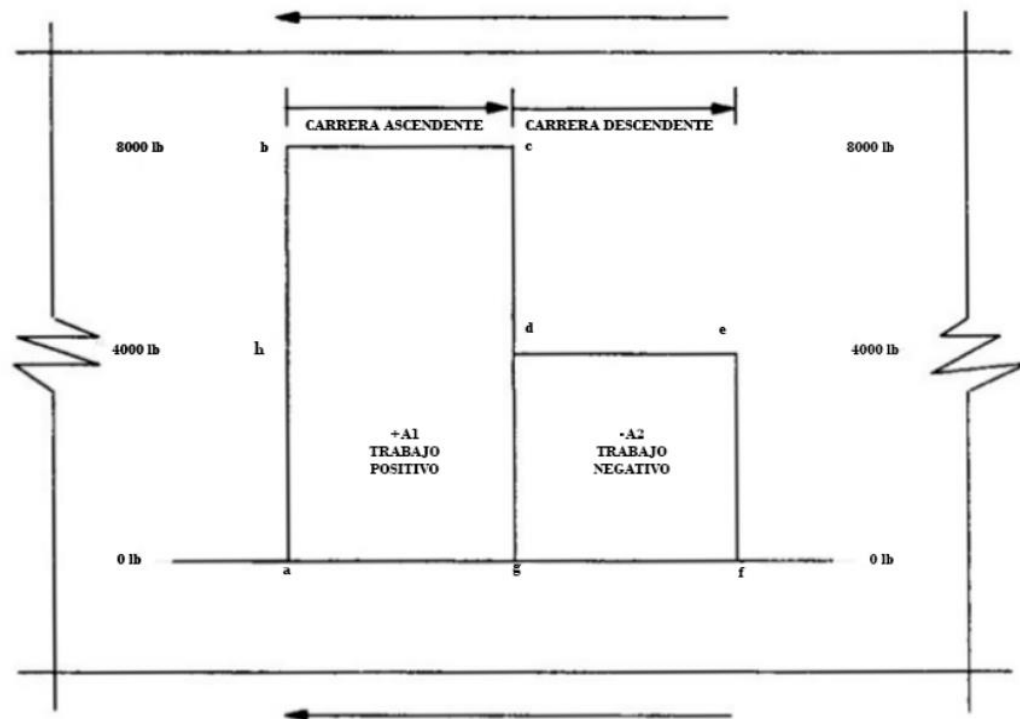 CARRERA ASCENDENTE CARRERA DESCENDENTE
8000 lb b c 8000 lb
d e
4000 lb h 4000 lb
+A1 -A2
TRABAJO TRABAJO
POSITIVO NEGATIVO
0 lb 0 lb
a g f